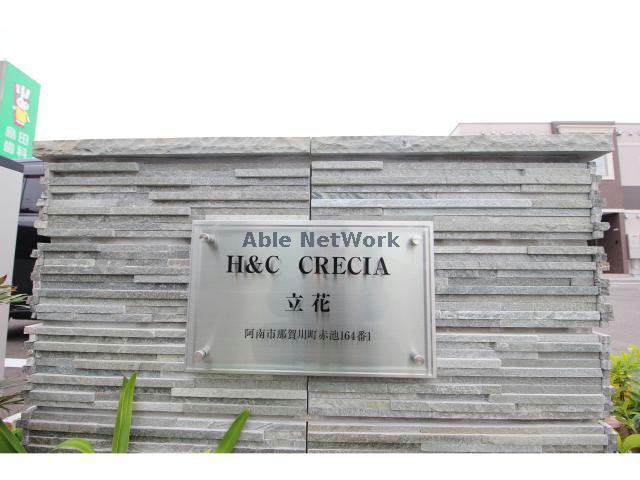 島田
歯科
Able NetWork
H&C CRECIA
立花
阿南市那賀川町赤池164番1